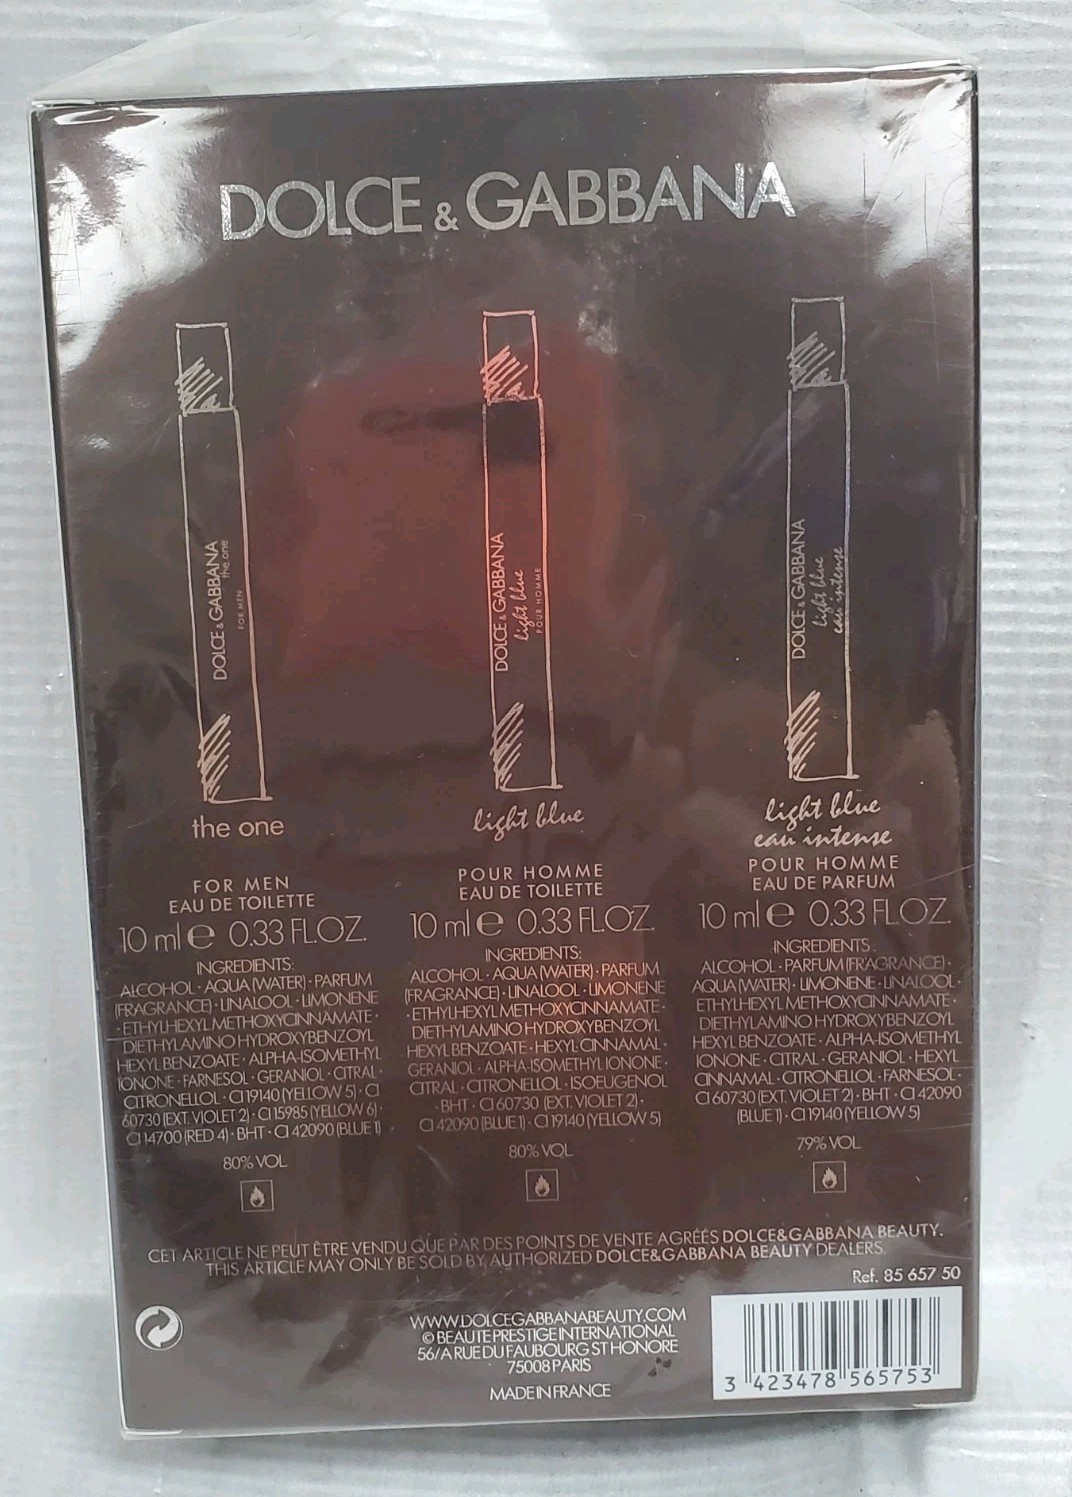 DOLCE & GABBANA
DOLCE & GABBANA
the one
FOR MEN
DOLCE & GABBANA
light blue
POUR HOMME
DOLCE & GABBANA
light blue
eau intense
the one
FOR MEN
EAU DE TOILETTE
10 ml e 0.33 FL.OZ.
INGREDIENTS:
ALCOHOL · AQUA (WATER) · PARFUM
(FRAGRANCE) · LINALOOL · LIMONENE
· ETHYLHEXYL METHOXYCINNAMATE ·
DIETHYLAMINO HYDROXYBENZOYL
HEXYL BENZOATE · ALPHA-ISOMETHYL
IONONE · FARNESOL · GERANIOL · CITRAL ·
CITRONELLOL · CI 19140 (YELLOW 5) · CI
60730 (EXT. VIOLET 2) · CI 15985 (YELLOW 6) ·
CI 14700 (RED 4) · BHT · CI 42090 (BLUE 1)
80% VOL
light blue
POUR HOMME
EAU DE TOILETTE
10 ml e 0.33 FL.OZ.
INGREDIENTS:
ALCOHOL · AQUA (WATER) · PARFUM
(FRAGRANCE) · LINALOOL · LIMONENE
· ETHYLHEXYL METHOXYCINNAMATE ·
DIETHYLAMINO HYDROXYBENZOYL
HEXYL BENZOATE · HEXYL CINNAMAL ·
GERANIOL · ALPHA-ISOMETHYL IONONE ·
CITRAL · CITRONELLOL · ISOEUGENOL
· BHT · CI 60730 (EXT. VIOLET 2) ·
CI 42090 (BLUE 1) · CI 19140 (YELLOW 5)
80% VOL
light blue
eau intense
POUR HOMME
EAU DE PARFUM
10 ml e 0.33 FL.OZ.
INGREDIENTS:
ALCOHOL · PARFUM (FRAGRANCE) ·
AQUA (WATER) · LIMONENE · LINALOOL ·
ETHYLHEXYL METHOXYCINNAMATE ·
DIETHYLAMINO HYDROXYBENZOYL
HEXYL BENZOATE · ALPHA-ISOMETHYL
IONONE · CITRAL · GERANIOL · HEXYL
CINNAMAL · CITRONELLOL · FARNESOL ·
CI 60730 (EXT. VIOLET 2) · BHT · CI 42090
(BLUE 1) · CI 19140 (YELLOW 5)
79% VOL
CET ARTICLE NE PEUT ÊTRE VENDU QUE PAR DES POINTS DE VENTE AGRÉÉS DOLCE&GABBANA BEAUTY.
THIS ARTICLE MAY ONLY BE SOLD BY AUTHORIZED DOLCE&GABBANA BEAUTY DEALERS.
Ref. 85 657 50
WWW.DOLCEGABBANABEAUTY.COM
© BEAUTE PRESTIGE INTERNATIONAL
56/A RUE DU FAUBOURG ST HONORE
75008 PARIS
MADE IN FRANCE
3 423478 565753